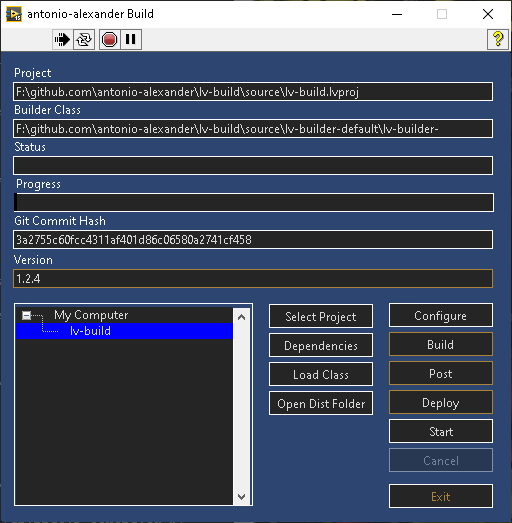 antonio-alexander Build
Project
F:\github.com\antonio-alexander\lv-build\source\lv-build.lvproj
Builder Class
F:\github.com\antonio-alexander\lv-build\source\lv-builder-default\lv-builder-
Status
Progress
Git Commit Hash
3a2755c60fcc4311af401d86c06580a2741cf458
Version
1.2.4
My Computer
lv-build
Select Project
Configure
Dependencies
Build
Load Class
Post
Open Dist Folder
Deploy
Start
Cancel
Exit